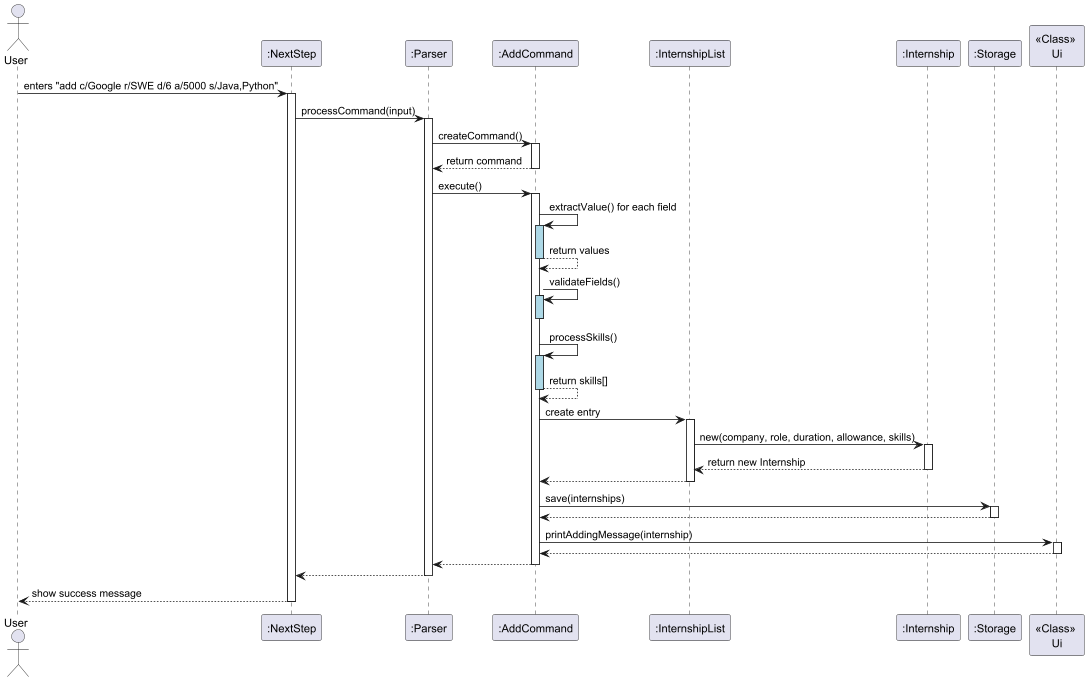 User
:NextStep
:Parser
:AddCommand
:InternshipList
:Internship
:Storage
«Class»
Ui
enters "add c/Google r/SWE d/6 a/5000 s/Java,Python"
processCommand(input)
createCommand()
return command
execute()
extractValue() for each field
return values
validateFields()
processSkills()
return skills[]
create entry
new(company, role, duration, allowance, skills)
return new Internship
save(internships)
printAddingMessage(internship)
show success message
User
:NextStep
:Parser
:AddCommand
:InternshipList
:Internship
:Storage
«Class»
Ui